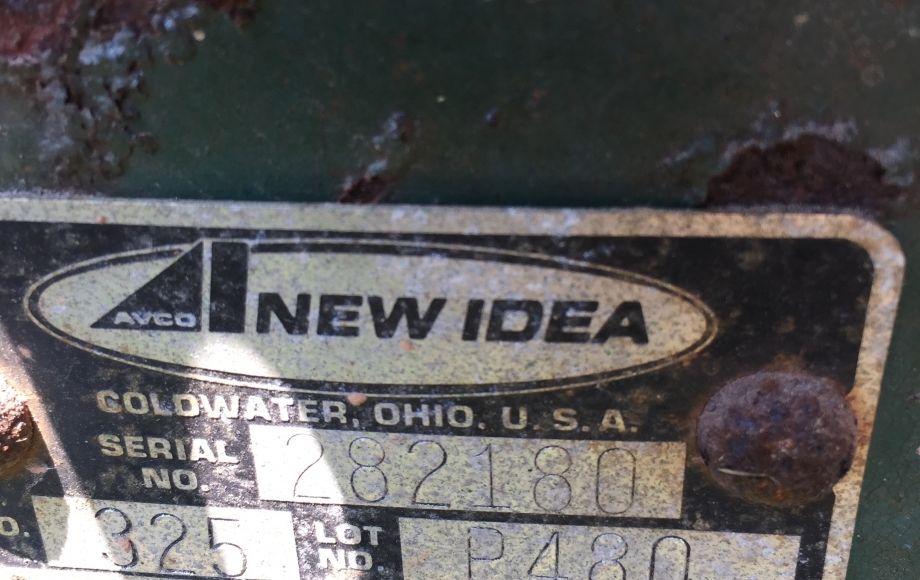 AVCO NEW IDEA
COLDWATER, OHIO, U.S.A.
SERIAL NO. 282180
O. 325 LOT NO. P480